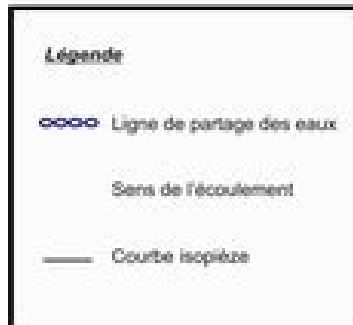 Légende
Ligne de partage des eaux
Sens de l'écoulement
Courbe isopièze